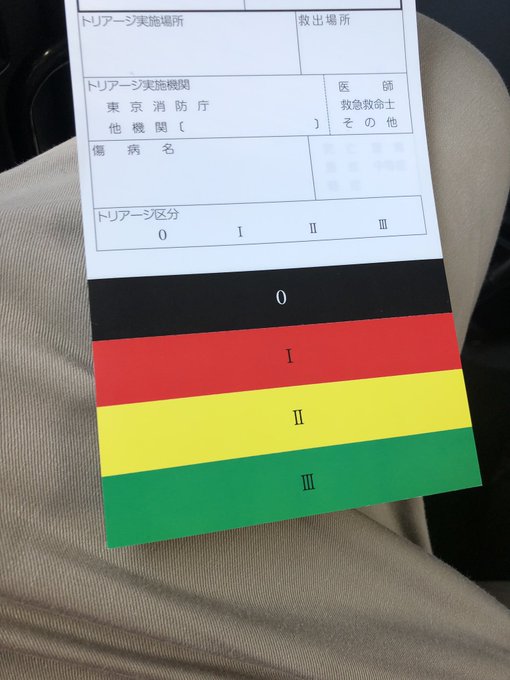 トリアージ実施場所
救出場所
トリアージ実施機関
東京消防庁
他機関〔 〕
医師
救急救命士
その他
傷病名
トリアージ区分
0 Ⅰ Ⅱ Ⅲ
0
Ⅰ
Ⅱ
Ⅲ